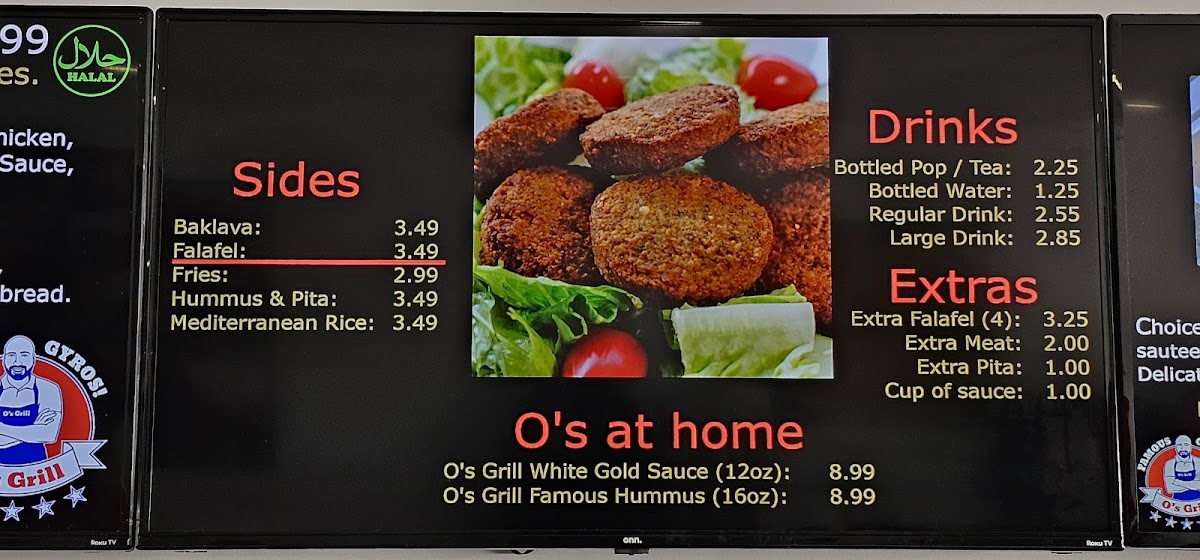 99
es.
حلال
HALAL
hicken,
Sauce,
bread.
GYROS!
O's Grill
Grill
Roku TV
Sides
Baklava: 3.49
Falafel: 3.49
Fries: 2.99
Hummus & Pita: 3.49
Mediterranean Rice: 3.49
Drinks
Bottled Pop / Tea: 2.25
Bottled Water: 1.25
Regular Drink: 2.55
Large Drink: 2.85
Extras
Extra Falafel (4): 3.25
Extra Meat: 2.00
Extra Pita: 1.00
Cup of sauce: 1.00
O's at home
O's Grill White Gold Sauce (12oz): 8.99
O's Grill Famous Hummus (16oz): 8.99
onn.
Roku TV
Choice
sautee
Delicat
FAMOUS
O's Gri